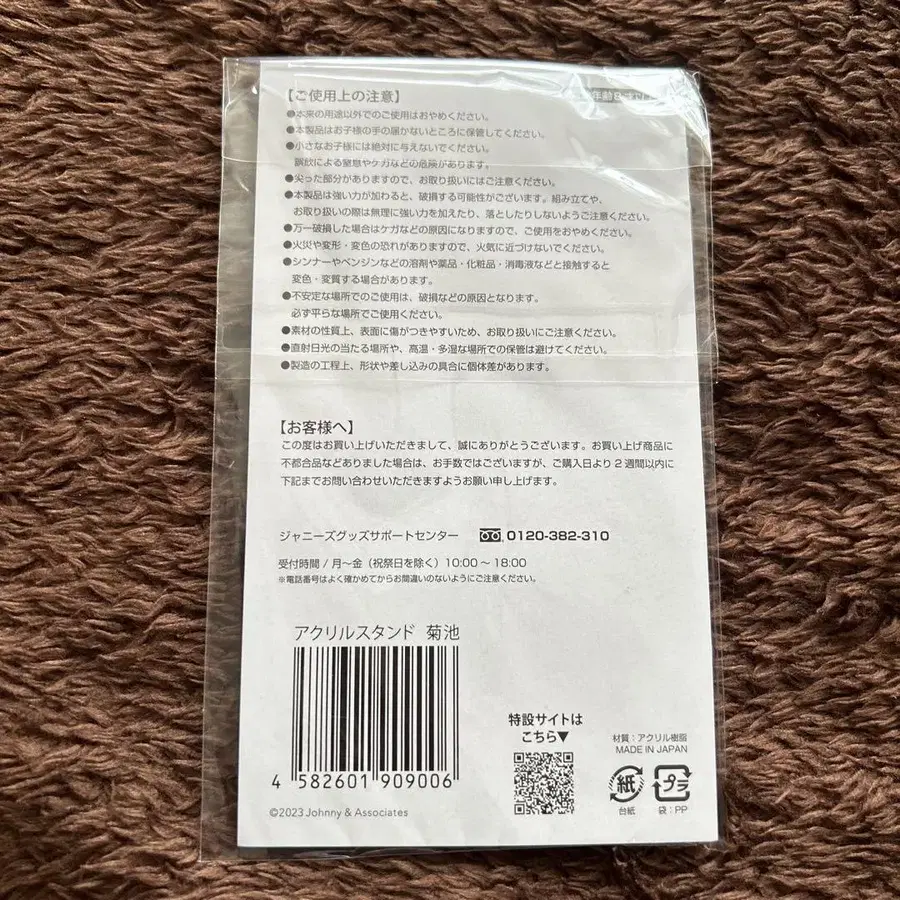 【ご使用上の注意】
●本来の用途以外でのご使用はおやめください。
●本製品はお子様の手の届かないところに保管してください。
●小さなお子様には絶対に与えないでください。
誤飲による窒息やケガなどの危険があります。
●尖った部分がありますので、お取り扱いにはご注意ください。
●本製品は強い力が加わると、破損する可能性がございます。組み立てや、
お取り扱いの際は無理に強い力を加えたり、落としたりしないようご注意ください。
●万一破損した場合はケガなどの原因になりますので、ご使用をおやめください。
●火災や変形・変色の恐れがありますので、火気に近づけないでください。
●シンナーやベンジンなどの溶剤や薬品・化粧品・消毒液などと接触すると
変色・変質する場合があります。
●不安定な場所でのご使用は、破損などの原因となります。
必ず平らな場所でご使用ください。
●素材の性質上、表面に傷がつきやすいため、お取り扱いにご注意ください。
●直射日光の当たる場所や、高温・多湿な場所での保管は避けてください。
●製造の工程上、形状や差し込みの具合に個体差があります。
【お客様へ】
この度はお買い上げいただきまして、誠にありがとうございます。お買い上げ商品に
不都合品などありました場合は、お手数ではございますが、ご購入日より2週間以内に
下記までお問い合わせいただきますようお願い申し上げます。
ジャニーズグッズサポートセンター 0120-382-310
受付時間 / 月～金（祝祭日を除く）10:00～18:00
※電話番号はよく確かめてからお間違いのないようにご注意ください。
アクリルスタンド 菊池
4 582601 909006
©2023 Johnny & Associates
特設サイトは
こちら▼
材質：アクリル樹脂
MADE IN JAPAN
紙
台紙
プラ
袋：PP